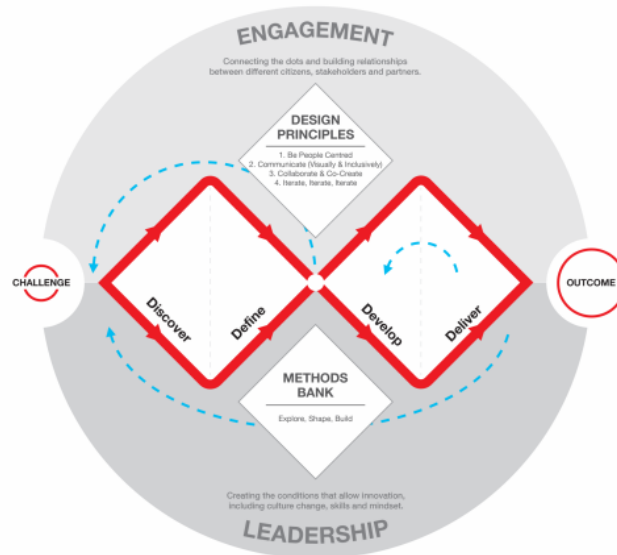 ENGAGEMENT
Connecting the dots and building relationships
between different citizens, stakeholders and partners.
DESIGN
PRINCIPLES
1. Be People Centred
2. Communicate (Visually & Inclusively)
3. Collaborate & Co-Create
4. Iterate, Iterate, Iterate
CHALLENGE
OUTCOME
Discover
Define
Develop
Deliver
METHODS
BANK
Explore, Shape, Build
Creating the conditions that allow innovation,
including culture change, skills and mindset.
LEADERSHIP